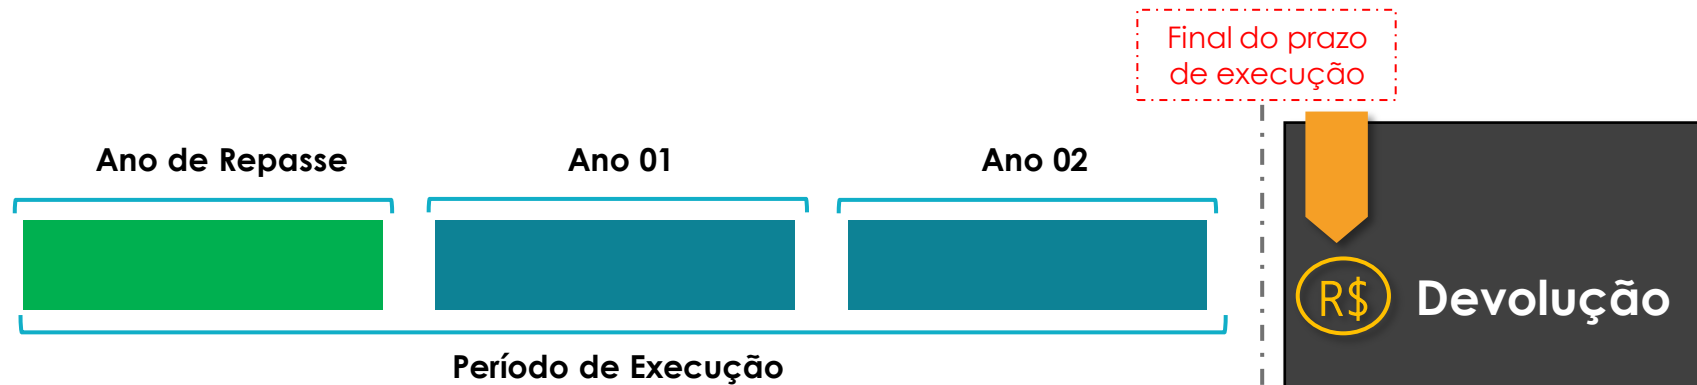 Final do prazo
de execução
Ano de Repasse
Ano 01
Ano 02
R$
Devolução
Período de Execução